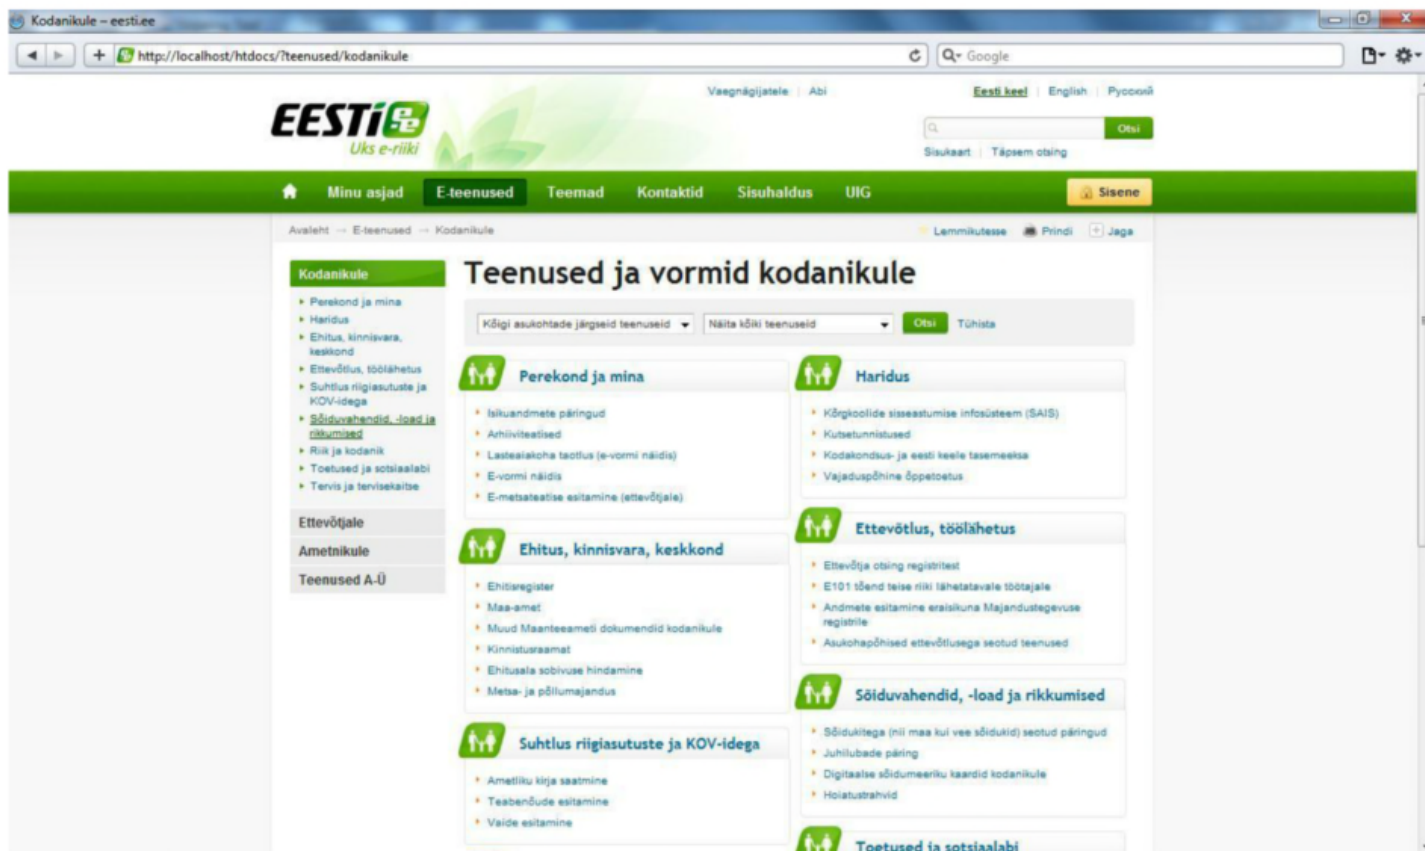 Kodanikule – eesti.ee
http://localhost/htdocs/?teenused/kodanikule
Google
Vaegnägijatele
Abi
Eesti keel
English
Русский
EESTi
Uks e-riiki
Otsi
Sisukaart
Täpsem otsing
Minu asjad
E-teenused
Teemad
Kontaktid
Sisuhaldus
UIG
Sisene
Avaleht → E-teenused → Kodanikule
Lemmikutesse
Prindi
Jaga
Kodanikule
Perekond ja mina
Haridus
Ehitus, kinnisvara,
keskkond
Ettevõtlus, töölähetus
Suhtlus riigiasutuste ja
KOV-idega
Sõiduvahendid, -load ja
rikkumised
Riik ja kodanik
Toetused ja sotsiaalabi
Tervis ja tervisekaitse
Ettevõtjale
Ametnikule
Teenused A-Ü
Teenused ja vormid kodanikule
Kõigi asukohtade järgseid teenuseid
Näita kõiki teenuseid
Otsi
Tühista
Perekond ja mina
Isikuandmete päringud
Arhiiviteatised
Lasteaiakoha taotlus (e-vormi näidis)
E-vormi näidis
E-metsateatise esitamine (ettevõtjale)
Ehitus, kinnisvara, keskkond
Ehitisregister
Maa-amet
Muud Maanteeameti dokumendid kodanikule
Kinnistusraamat
Ehitusala sobivuse hindamine
Metsa- ja põllumajandus
Suhtlus riigiasutuste ja KOV-idega
Ametliku kirja saatmine
Teabenõude esitamine
Vaide esitamine
Haridus
Kõrgkoolide sisseastumise infosüsteem (SAIS)
Kutsetunnistused
Kodakondsus- ja eesti keele tasemeeksa
Vajaduspõhine õppetoetus
Ettevõtlus, töölähetus
Ettevõtja otsing registritest
E101 tõend teise riiki lähetatavale töötajale
Andmete esitamine eraisikuna Majandustegevuse
registrile
Asukohapõhised ettevõtlusega seotud teenused
Sõiduvahendid, -load ja rikkumised
Sõidukitega (nii maa kui vee sõidukid) seotud päringud
Juhilubade päring
Digitaalse sõidumeeriku kaardid kodanikule
Hoiatustrahvid
Toetused ja sotsiaalabi